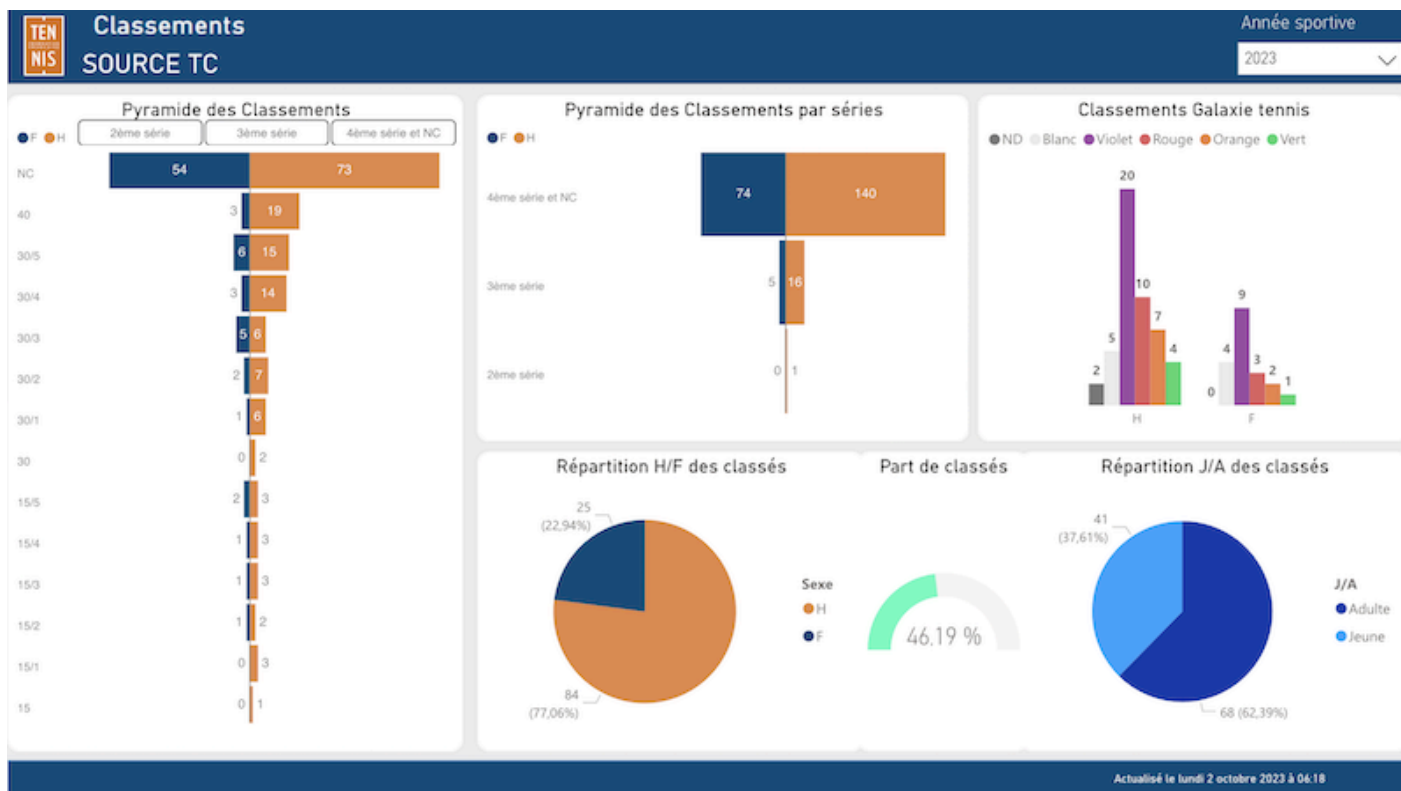 TEN
NIS
Classements
SOURCE TC
Année sportive
2023
Pyramide des Classements
F H
2ème série 3ème série 4ème série et NC
NC 54 73
40 3 19
30/5 6 15
30/4 3 14
30/3 5 6
30/2 2 7
30/1 1 6
30 0 2
15/5 2 3
15/4 1 3
15/3 1 3
15/2 1 2
15/1 0 3
15 0 1
Pyramide des Classements par séries
F H
4ème série et NC 74 140
3ème série 5 16
2ème série 0 1
Classements Galaxie tennis
ND Blanc Violet Rouge Orange Vert
2 5 20 10 7 4
0 4 9 3 2 1
H F
Répartition H/F des classés
25
(22,94%)
84
(77,06%)
Sexe
H
F
Part de classés
46,19 %
Répartition J/A des classés
41
(37,61%)
68 (62,39%)
J/A
Adulte
Jeune
Actualisé le lundi 2 octobre 2023 à 06:18